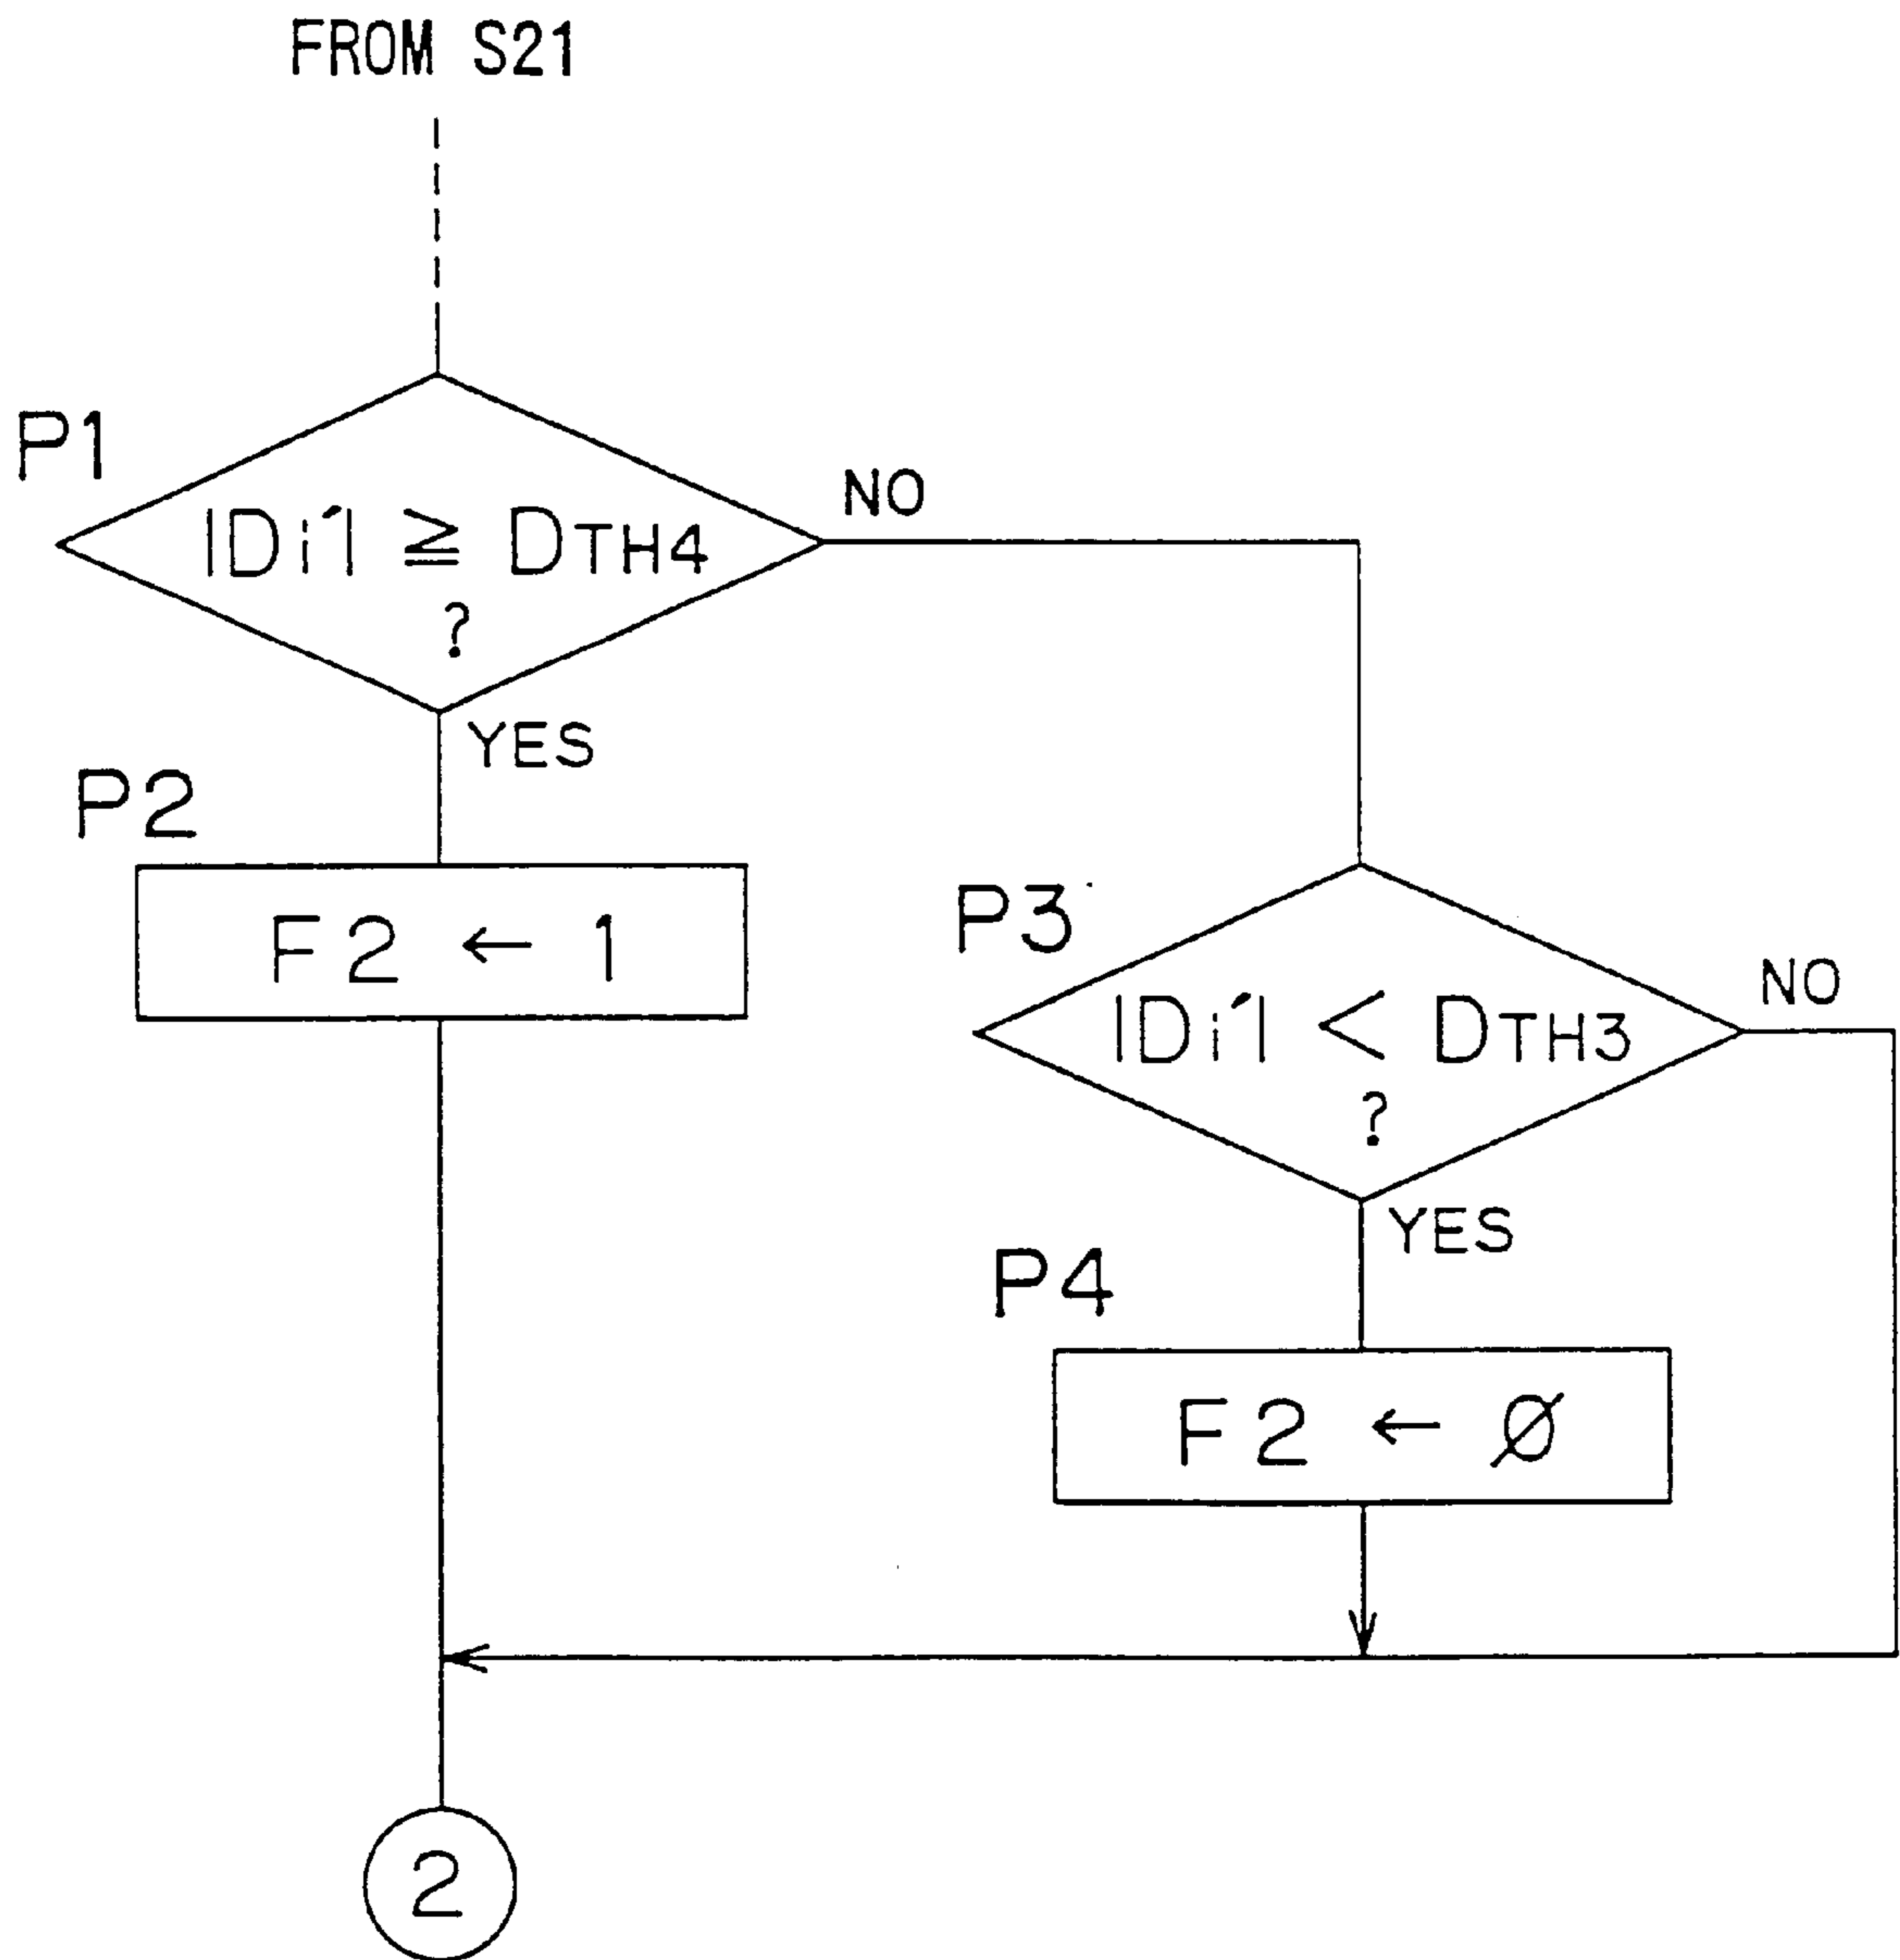 FROM S21
P1
|Di´| ≧ DTH4
?
NO
YES
P2
F2 ← 1
P3
|Di´| < DTH3
?
NO
YES
P4
F2 ← Ø
2